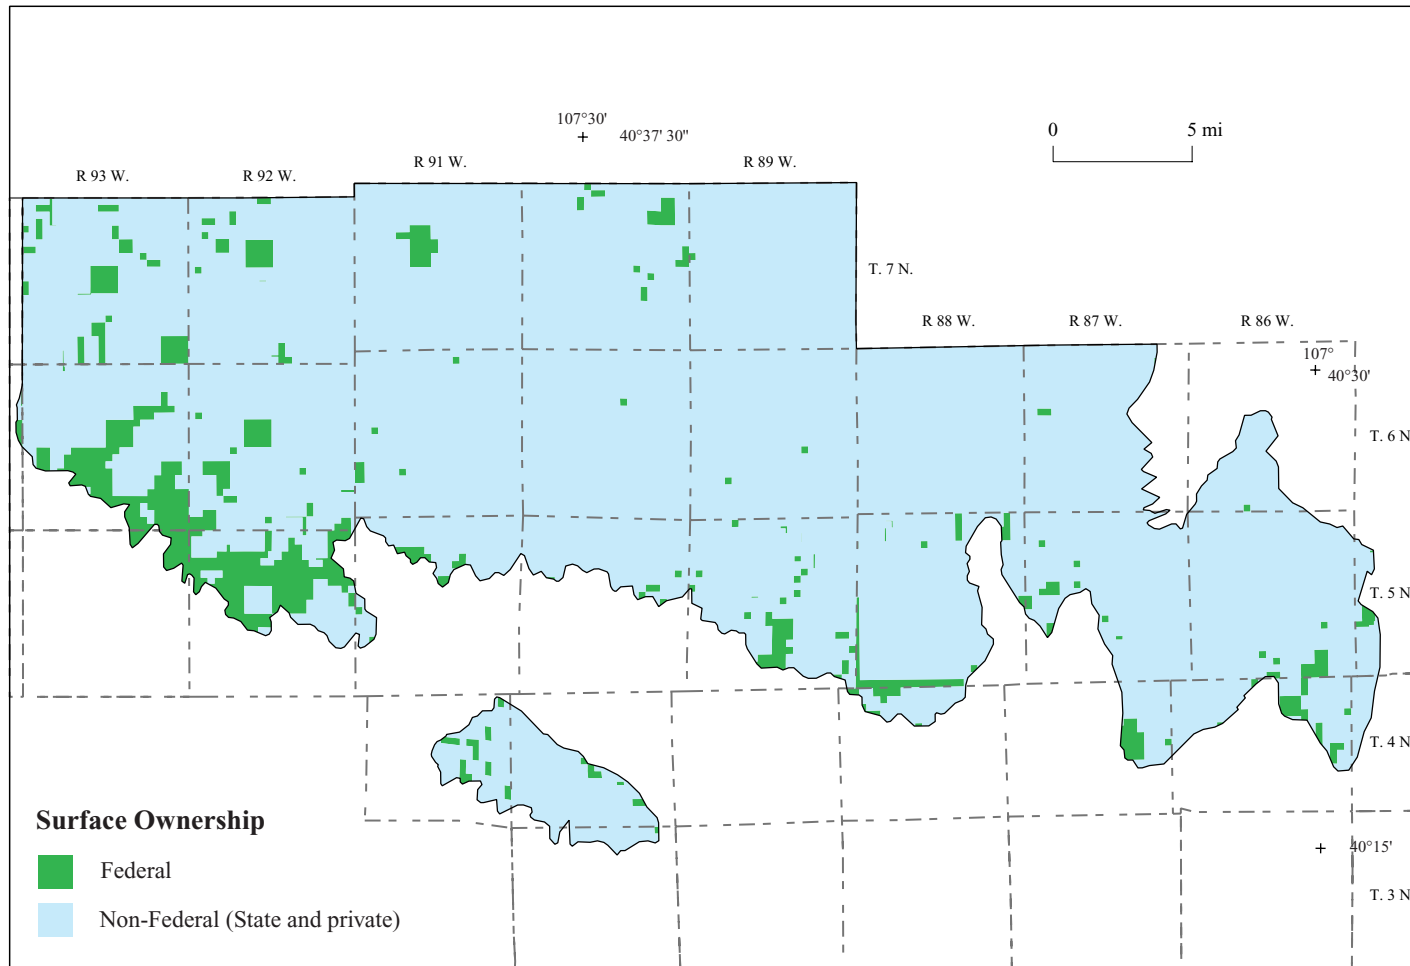 107°30'
40°37' 30"
0 5 mi
R 93 W. R 92 W. R 91 W. R 89 W.
T. 7 N.
R 88 W. R 87 W. R 86 W.
107°
40°30'
T. 6 N
T. 5 N
T. 4 N
Surface Ownership
Federal
Non-Federal (State and private)
40°15'
T. 3 N